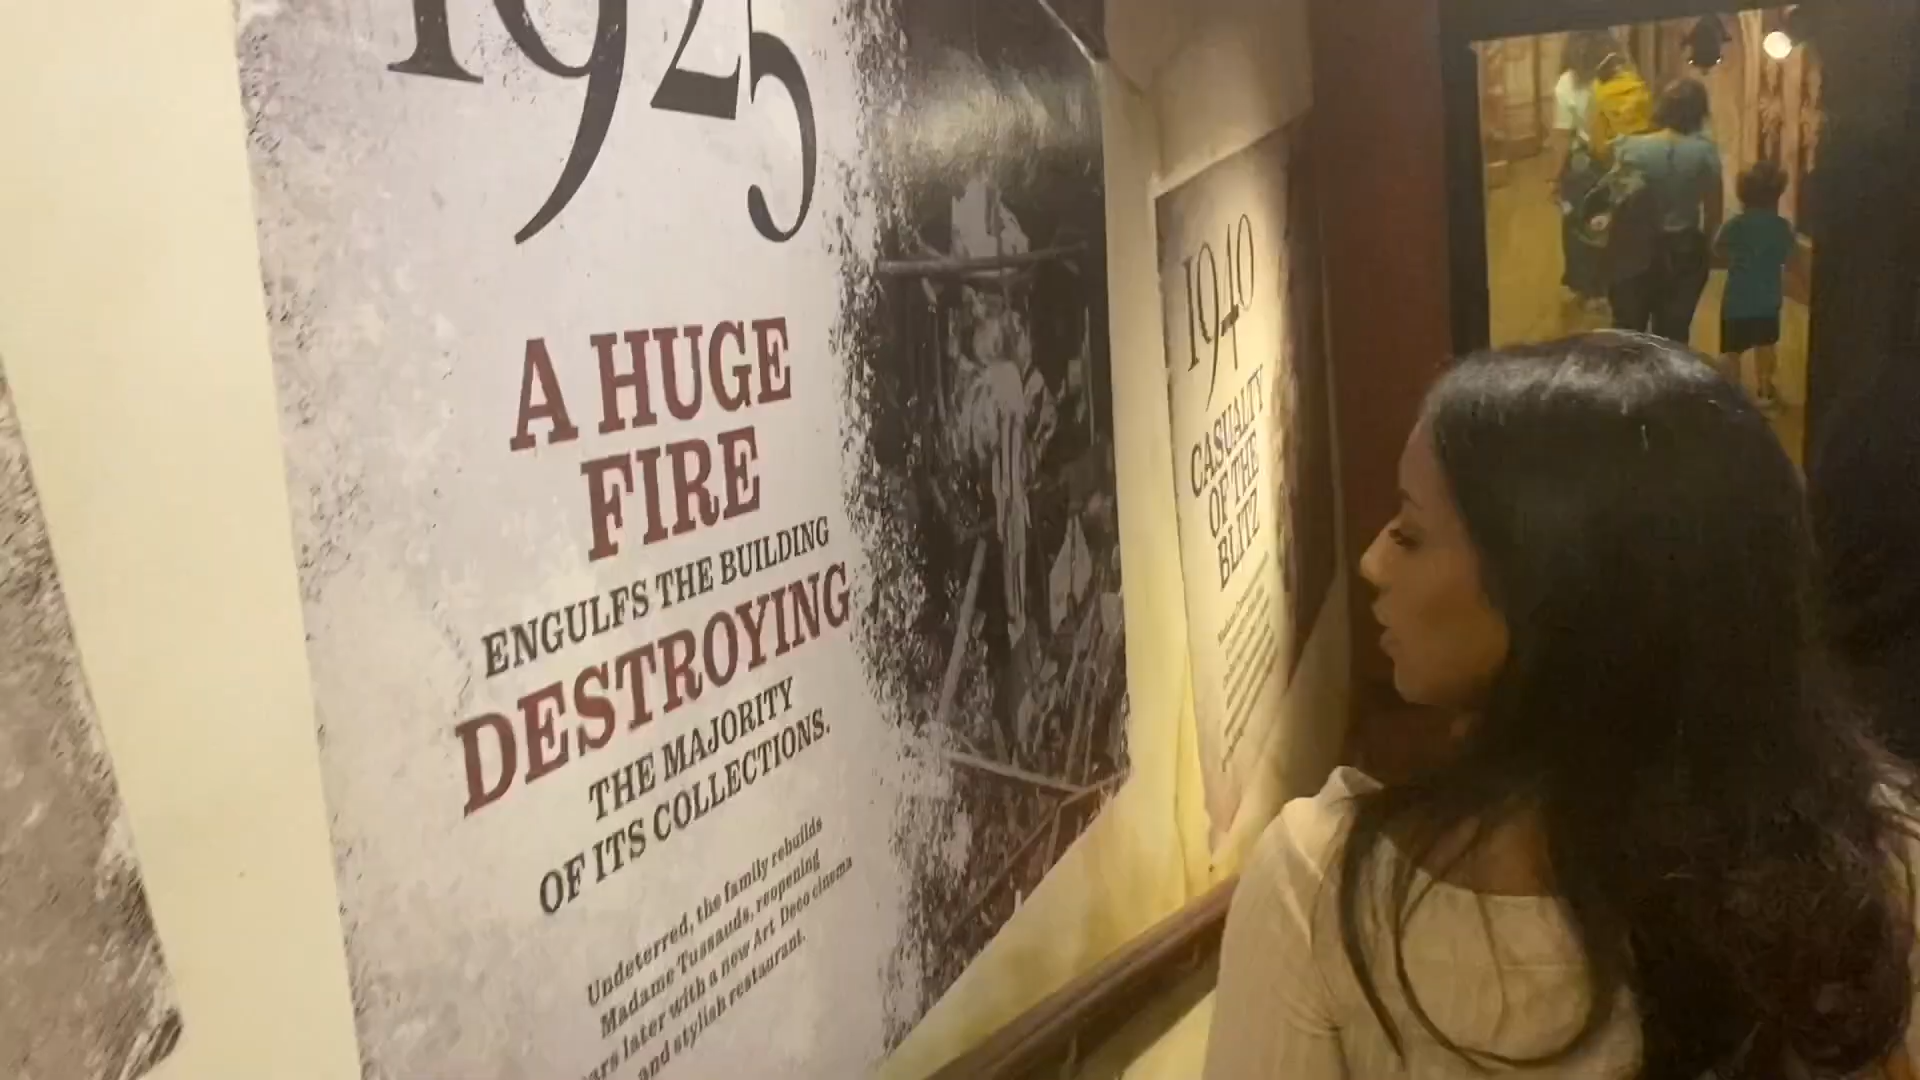 1925
A HUGE
FIRE
ENGULFS THE BUILDING
DESTROYING
THE MAJORITY
OF ITS COLLECTIONS.
Undeterred, the family rebuilds
Madame Tussauds, reopening
later with a new Art Deco cinema
and stylish restaurant.
1940
CASUALTY
OF THE
BLITZ